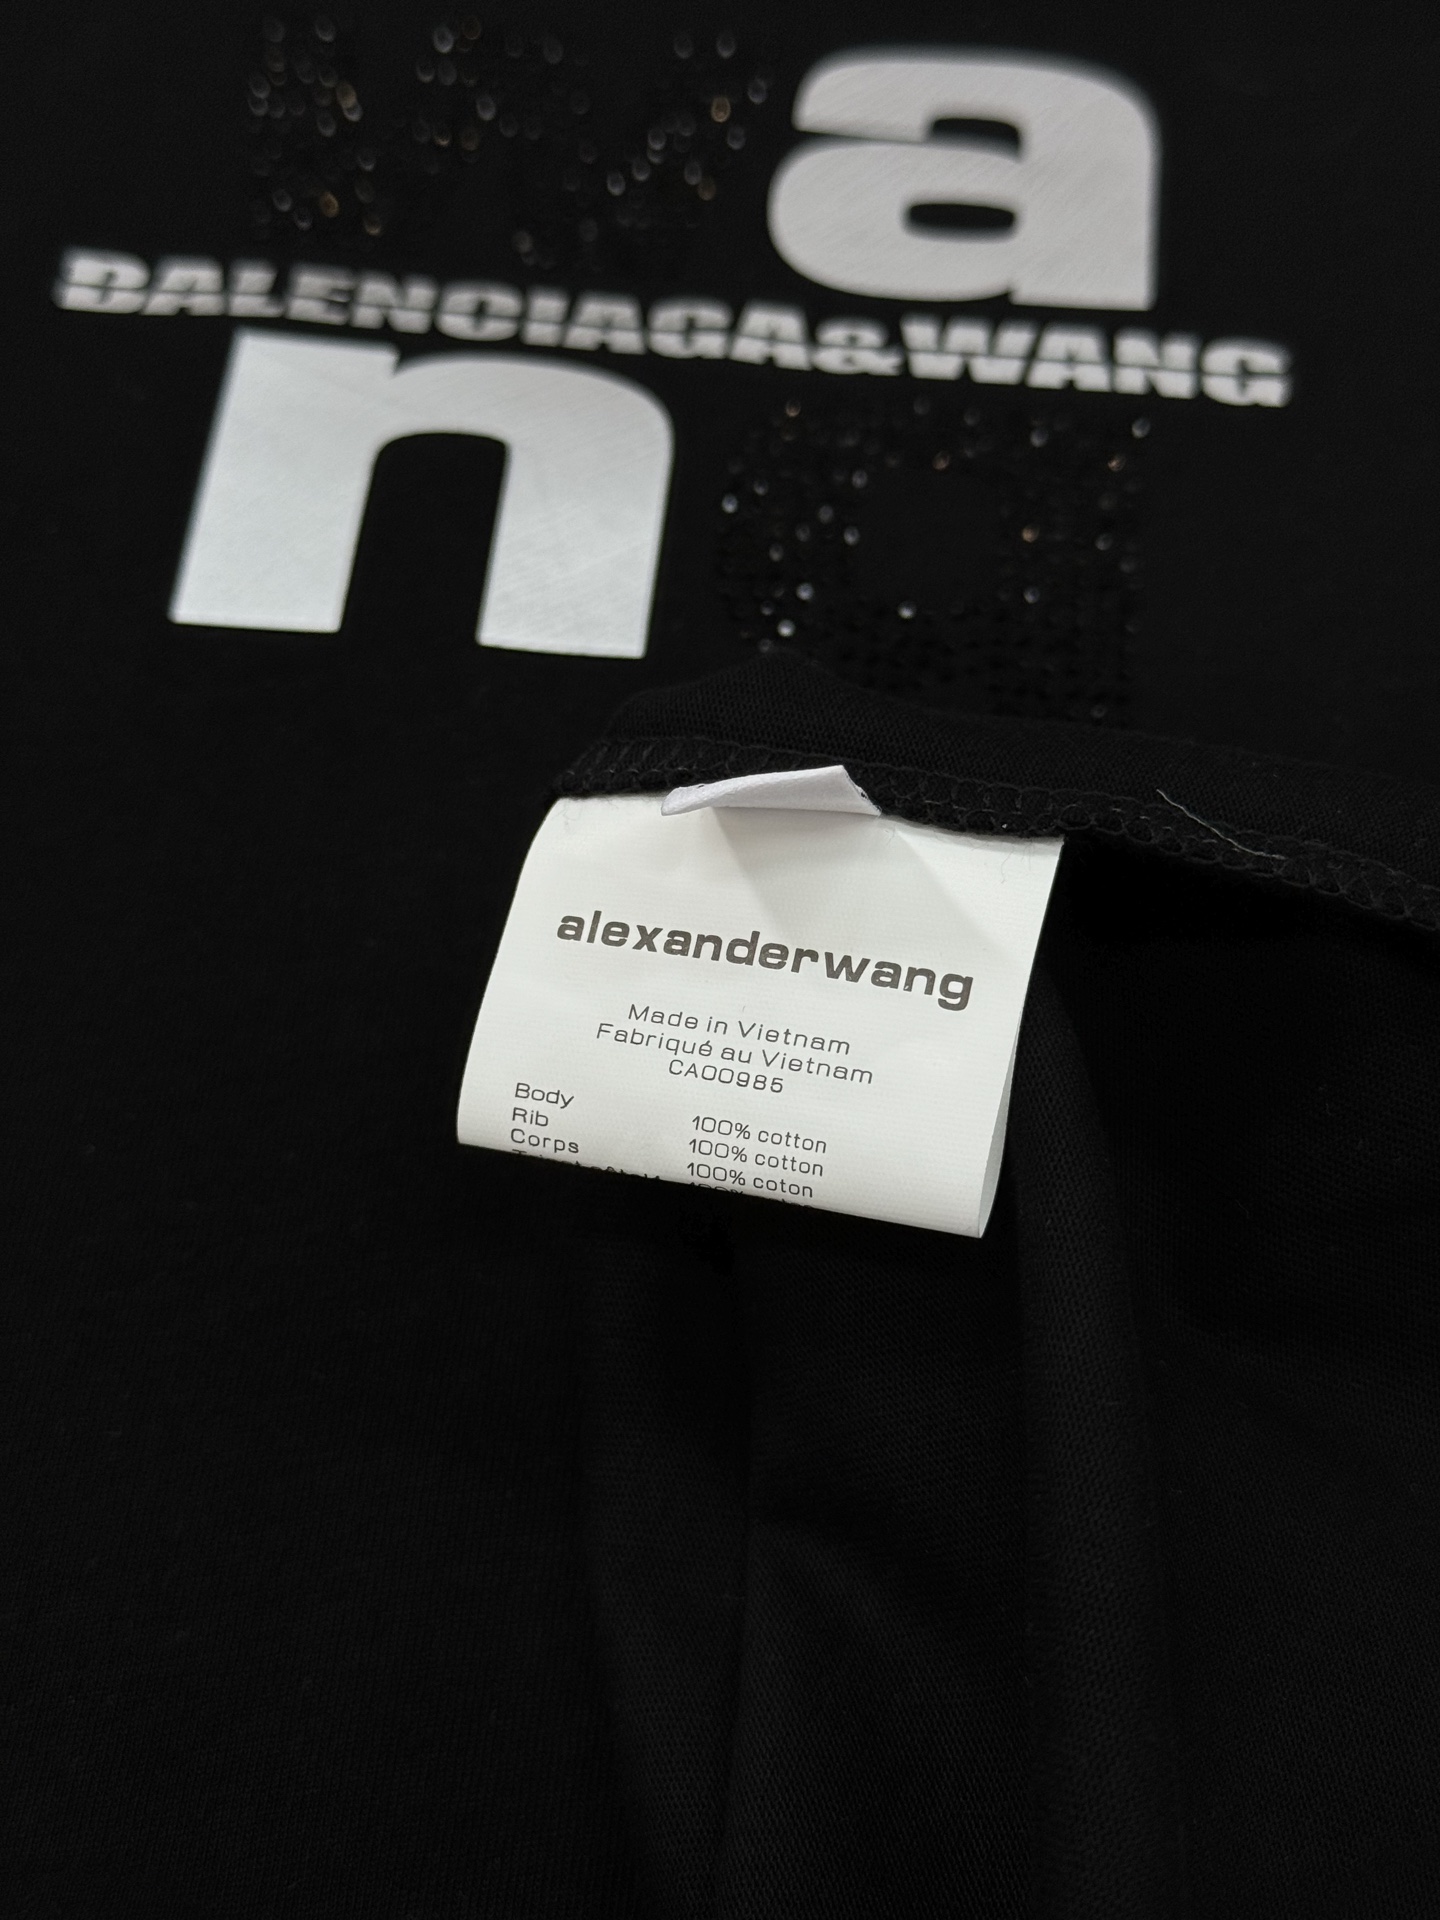 w a
BALENCIAGA&WANG
n g
alexanderwang
Made in Vietnam
Fabriqué au Vietnam
CA00985
Body 100% cotton
Rib 100% cotton
Corps 100% coton